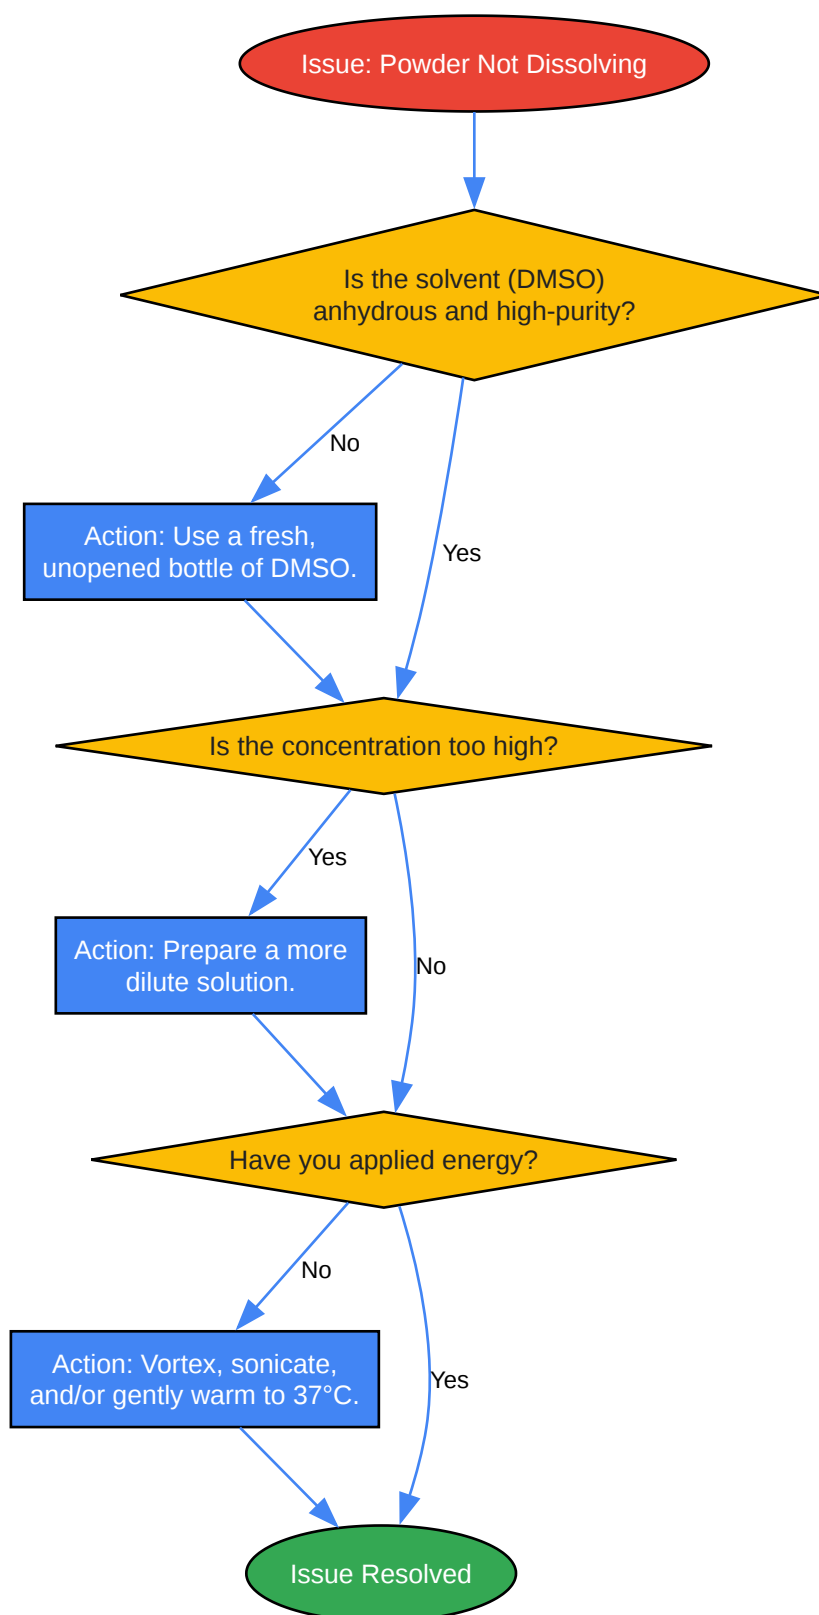 Issue: Powder Not Dissolving
Is the solvent (DMSO)
anhydrous and high-purity?
No
Action: Use a fresh,
unopened bottle of DMSO.
Yes
Is the concentration too high?
Yes
Action: Prepare a more
dilute solution.
No
Have you applied energy?
No
Action: Vortex, sonicate,
and/or gently warm to 37°C.
Yes
Issue Resolved